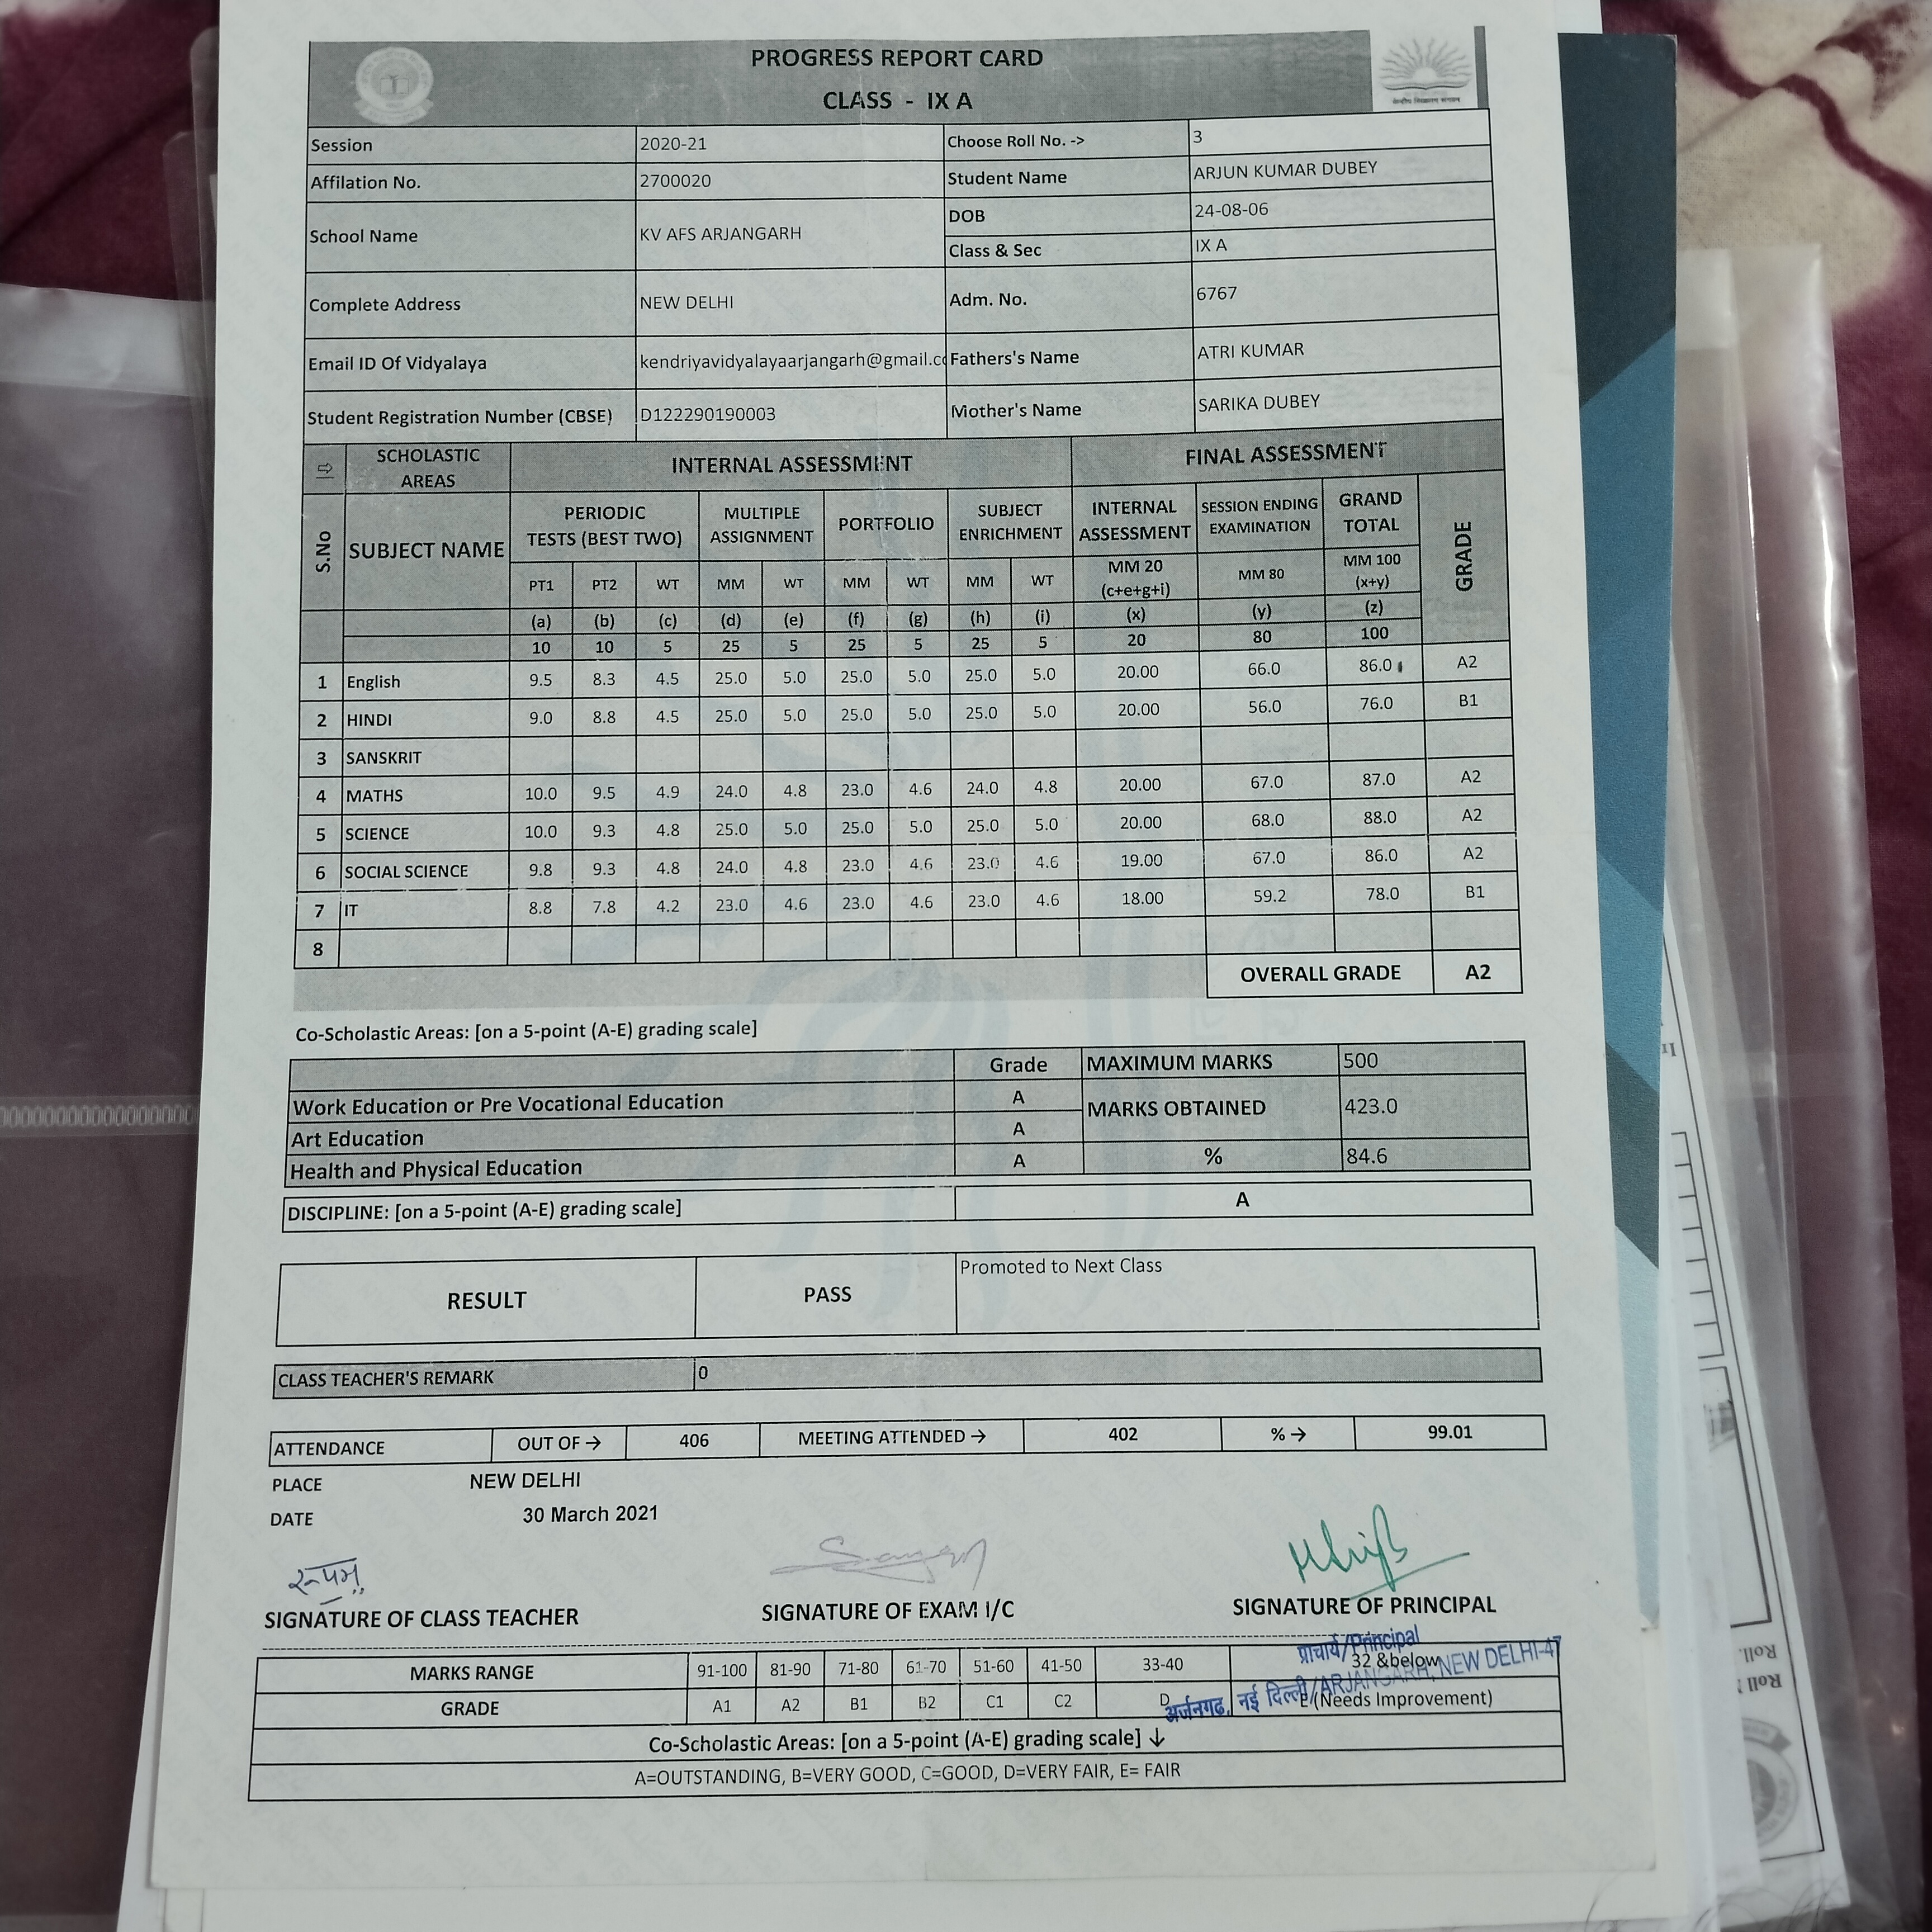 PROGRESS REPORT CARD
CLASS - IX A
केन्द्रीय विद्यालय संगठन
Session 2020-21 Choose Roll No. -> 3
Affilation No. 2700020 Student Name ARJUN KUMAR DUBEY
School Name KV AFS ARJANGARH DOB 24-08-06
Class & Sec IX A
Complete Address NEW DELHI Adm. No. 6767
Email ID Of Vidyalaya kendriyavidyalayaarjangarh@gmail.co Fathers's Name ATRI KUMAR
Student Registration Number (CBSE) D122290190003 Mother's Name SARIKA DUBEY
⇨ SCHOLASTIC AREAS INTERNAL ASSESSMENT FINAL ASSESSMENT
S.No SUBJECT NAME PERIODIC TESTS (BEST TWO) MULTIPLE ASSIGNMENT PORTFOLIO SUBJECT ENRICHMENT INTERNAL ASSESSMENT SESSION ENDING EXAMINATION GRAND TOTAL GRADE
PT1 PT2 WT MM WT MM WT MM WT MM 20 (c+e+g+i) MM 80 MM 100 (x+y)
(a) (b) (c) (d) (e) (f) (g) (h) (i) (x) (y) (z)
10 10 5 25 5 25 5 25 5 20 80 100
1 English 9.5 8.3 4.5 25.0 5.0 25.0 5.0 25.0 5.0 20.00 66.0 86.0 A2
2 HINDI 9.0 8.8 4.5 25.0 5.0 25.0 5.0 25.0 5.0 20.00 56.0 76.0 B1
3 SANSKRIT
4 MATHS 10.0 9.5 4.9 24.0 4.8 23.0 4.6 24.0 4.8 20.00 67.0 87.0 A2
5 SCIENCE 10.0 9.3 4.8 25.0 5.0 25.0 5.0 25.0 5.0 20.00 68.0 88.0 A2
6 SOCIAL SCIENCE 9.8 9.3 4.8 24.0 4.8 23.0 4.6 23.0 4.6 19.00 67.0 86.0 A2
7 IT 8.8 7.8 4.2 23.0 4.6 23.0 4.6 23.0 4.6 18.00 59.2 78.0 B1
8
OVERALL GRADE A2
Co-Scholastic Areas: [on a 5-point (A-E) grading scale]
Grade MAXIMUM MARKS 500
Work Education or Pre Vocational Education A MARKS OBTAINED 423.0
Art Education A
Health and Physical Education A % 84.6
DISCIPLINE: [on a 5-point (A-E) grading scale] A
RESULT PASS Promoted to Next Class
CLASS TEACHER'S REMARK 0
ATTENDANCE OUT OF → 406 MEETING ATTENDED → 402 % → 99.01
PLACE NEW DELHI
DATE 30 March 2021
SIGNATURE OF CLASS TEACHER SIGNATURE OF EXAM I/C SIGNATURE OF PRINCIPAL
प्राचार्य/Principal
अर्जनगढ़, नई दिल्ली/ARJANGARH, NEW DELHI-47
MARKS RANGE 91-100 81-90 71-80 61-70 51-60 41-50 33-40 32 &below
GRADE A1 A2 B1 B2 C1 C2 D E (Needs Improvement)
Co-Scholastic Areas: [on a 5-point (A-E) grading scale] ↓
A=OUTSTANDING, B=VERY GOOD, C=GOOD, D=VERY FAIR, E= FAIR
Roll.
Roll